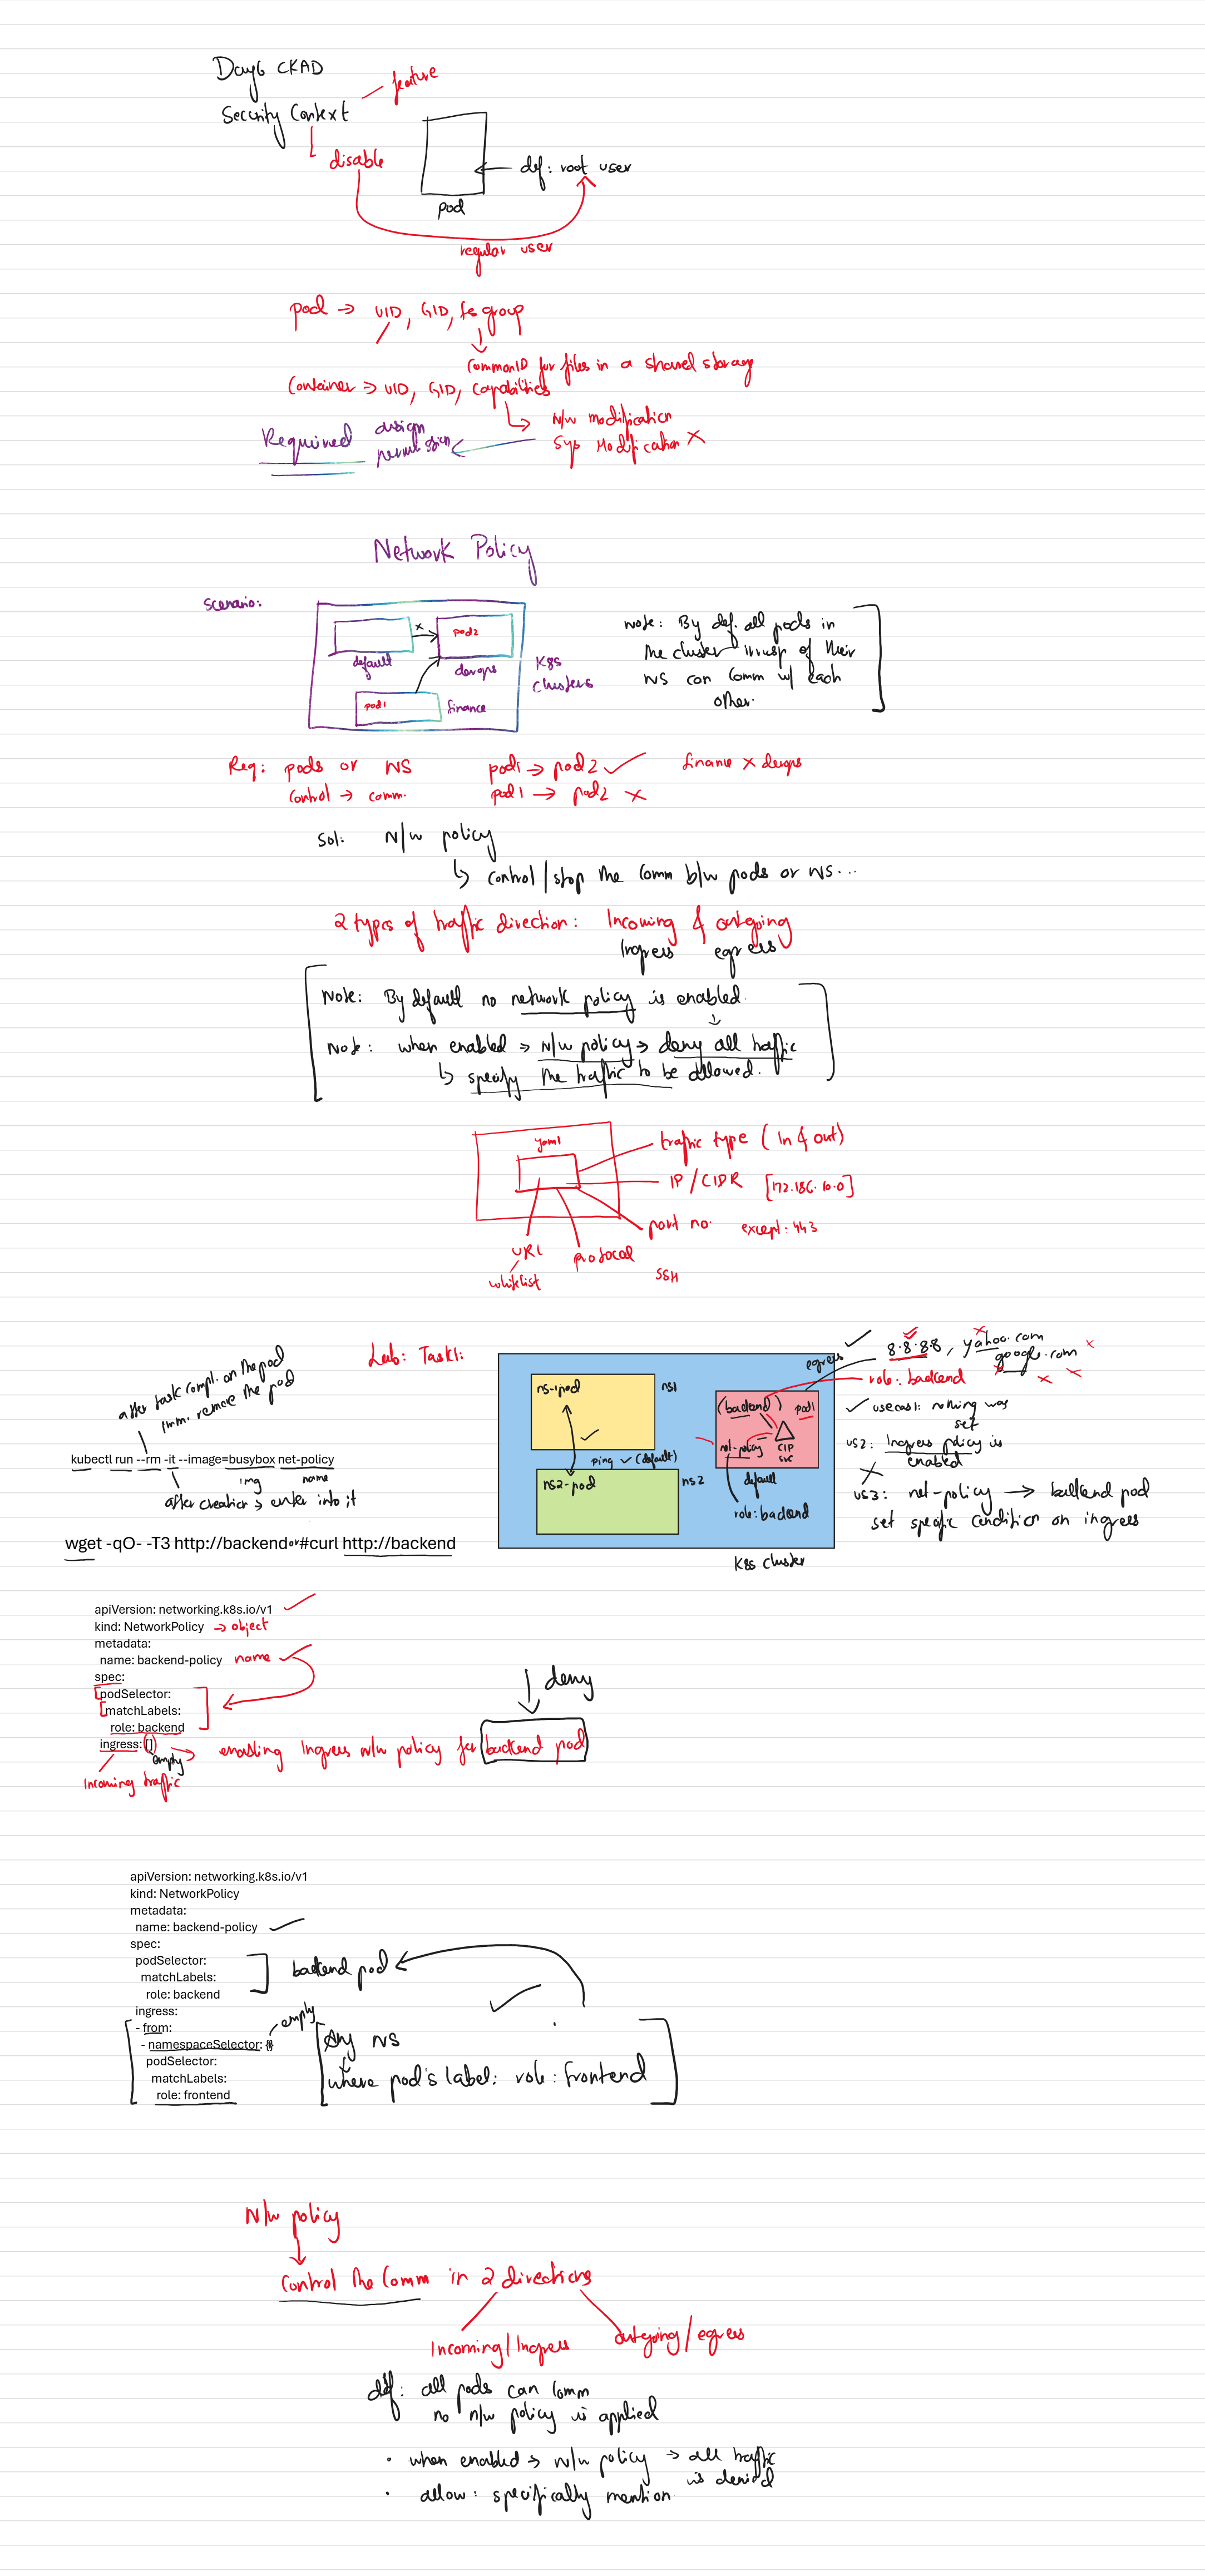 Day6 CKAD
Security Context
feature
disable
def: root user
pod
regular user
pod → UID, GID, fs group
Common ID for files in a shared storage
Container → UID, GID, capabilities
N/w modification
Sys Modification X
Required
Network Policy
Scenario:
pod2
default
devops
K8s
Clusters
pod1
finance
Note: By def. all pods in
the cluster irresp of their
NS can comm w/ each
other.
Req: pods or NS
control → comm.
pod1 → pod2 ✓
pod1 → pod2 X
finance X devops
Sol: N/w policy
↳ control/stop the comm b/w pods or NS...
2 types of traffic direction: Incoming & outgoing
Ingress egress
Note: By default no network policy is enabled.
Note: when enabled → N/w policy → deny all traffic
↳ specify the traffic to be allowed.
yaml
traffic type (In & out)
IP/CIDR [172.186.10.0]
port no. except: 443
URL
whitelist
protocol
SSH
Lab: Task1:
after task compl. on the pod
imm. remove the pod
kubectl run --rm -it --image=busybox net-policy
img
name
after creation → enter into it
wget -qO- -T3 http://backend or #curl http://backend
ns-1pod
ns1
ping ✓ (default)
ns2-pod
ns2
(backend)
pod1
net-policy
CIP
svc
default
role: backend
K8s cluster
egress
8.8.8.8, yahoo.com
google.com
role: backend
usecas1: nothing was
set
us2: Ingress policy is
enabled
us3: net-policy → backend pod
set specific condition on ingress
apiVersion: networking.k8s.io/v1
kind: NetworkPolicy → object
metadata:
name: backend-policy name
spec:
podSelector:
matchLabels:
role: backend
ingress: []
empty
enabling Ingress n/w policy for backend pod
Incoming traffic
deny
apiVersion: networking.k8s.io/v1
kind: NetworkPolicy
metadata:
name: backend-policy
spec:
podSelector:
matchLabels:
role: backend
backend pod
ingress:
- from:
- namespaceSelector: {}
empty
podSelector:
matchLabels:
role: frontend
Any NS
where pod's label: role: frontend
N/w policy
Control the Comm in 2 directions
Incoming/Ingress
outgoing/egress
def: all pods can comm
no n/w policy is applied
• when enabled → n/w policy → all traffic
is denied
• allow: specifically mention